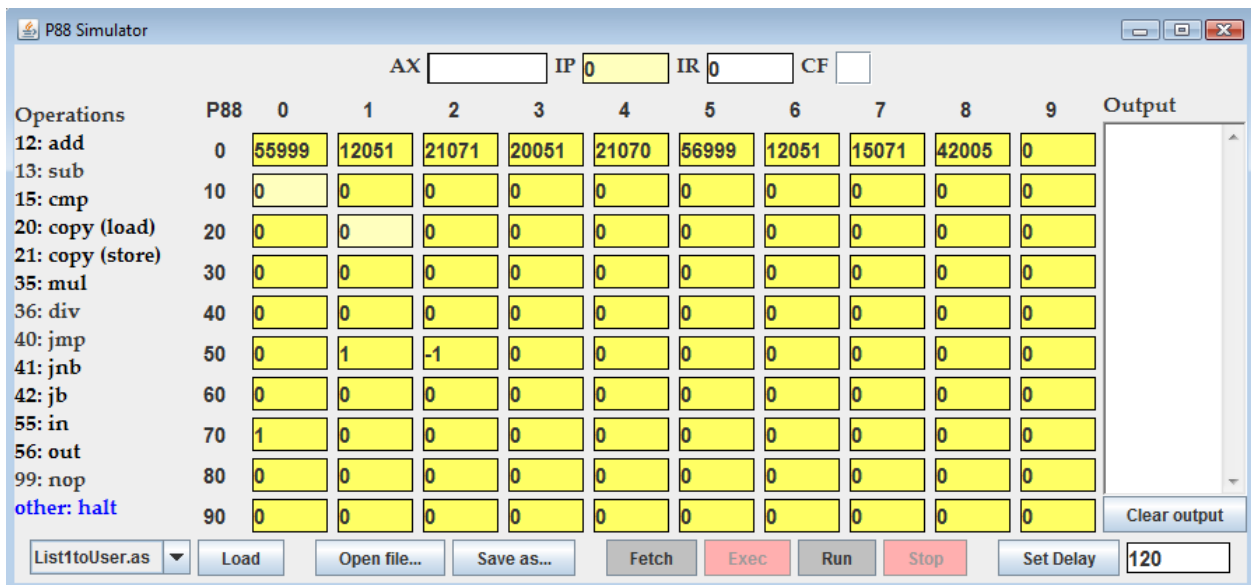 P88 Simulator
AX IP 0 IR 0 CF
Operations
12: add
13: sub
15: cmp
20: copy (load)
21: copy (store)
35: mul
36: div
40: jmp
41: jnb
42: jb
55: in
56: out
99: nop
other: halt
P88 0 1 2 3 4 5 6 7 8 9
0 55999 12051 21071 20051 21070 56999 12051 15071 42005 0
10 0 0 0 0 0 0 0 0 0 0
20 0 0 0 0 0 0 0 0 0 0
30 0 0 0 0 0 0 0 0 0 0
40 0 0 0 0 0 0 0 0 0 0
50 0 1 -1 0 0 0 0 0 0 0
60 0 0 0 0 0 0 0 0 0 0
70 1 0 0 0 0 0 0 0 0 0
80 0 0 0 0 0 0 0 0 0 0
90 0 0 0 0 0 0 0 0 0 0
Output
Clear output
List1toUser.as Load Open file... Save as... Fetch Exec Run Stop Set Delay 120